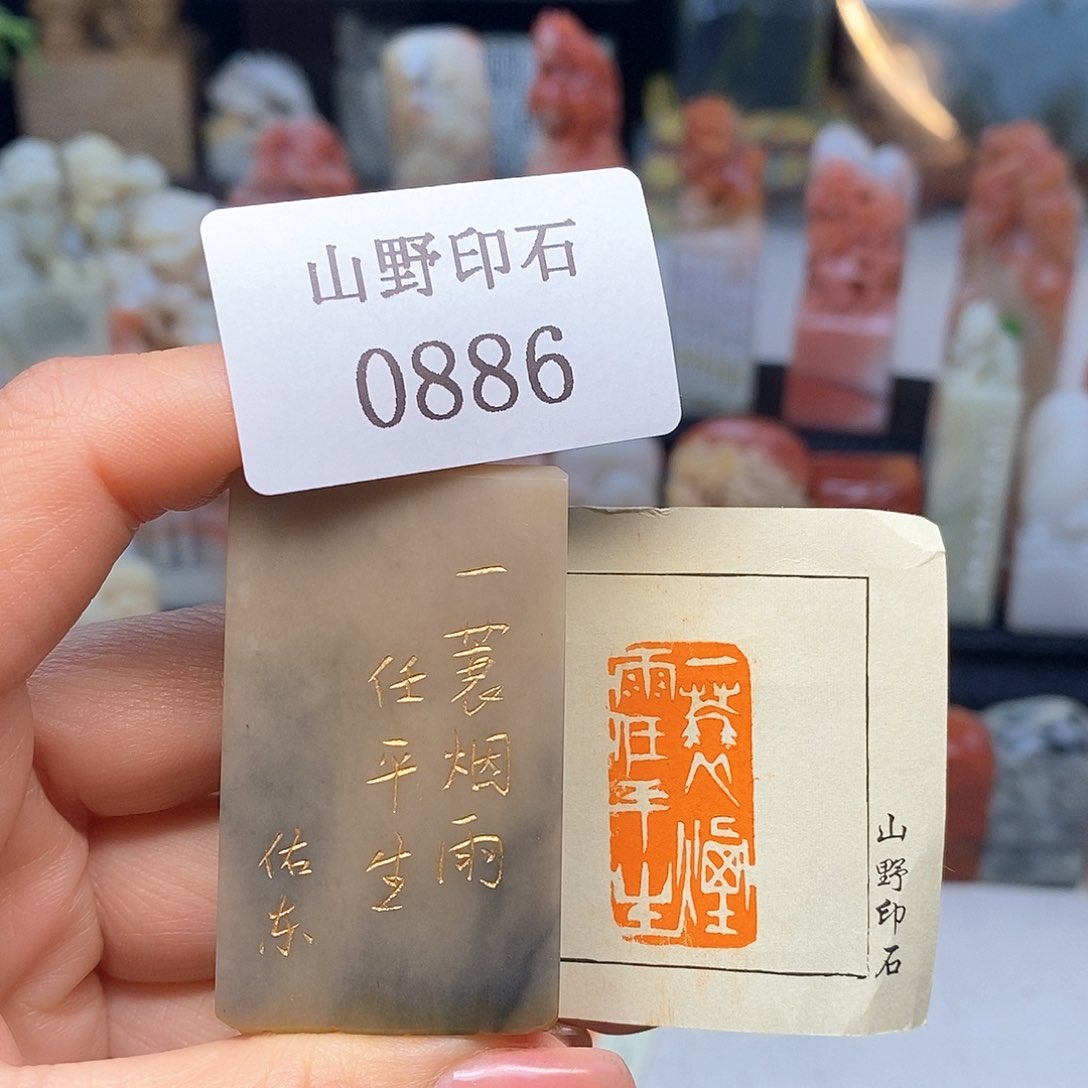 山野印石
0886
一蓑烟雨
任平生
佑东
一蓑煙
雨任平生
山野印石